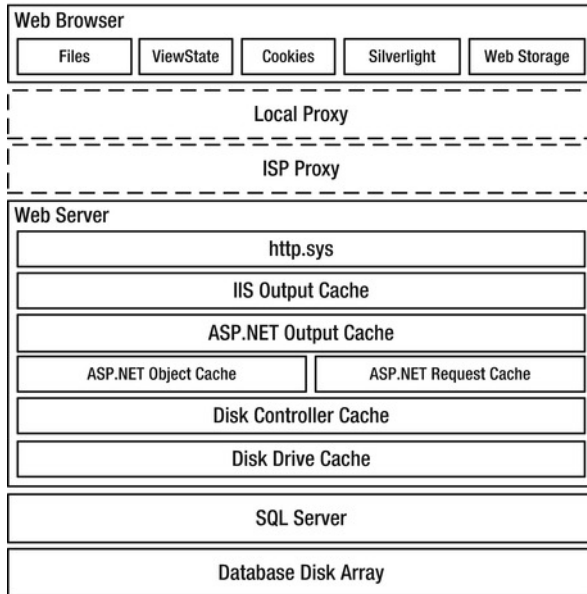 Web Browser
Files
ViewState
Cookies
Silverlight
Web Storage
Local Proxy
ISP Proxy
Web Server
http.sys
IIS Output Cache
ASP.NET Output Cache
ASP.NET Object Cache
ASP.NET Request Cache
Disk Controller Cache
Disk Drive Cache
SQL Server
Database Disk Array